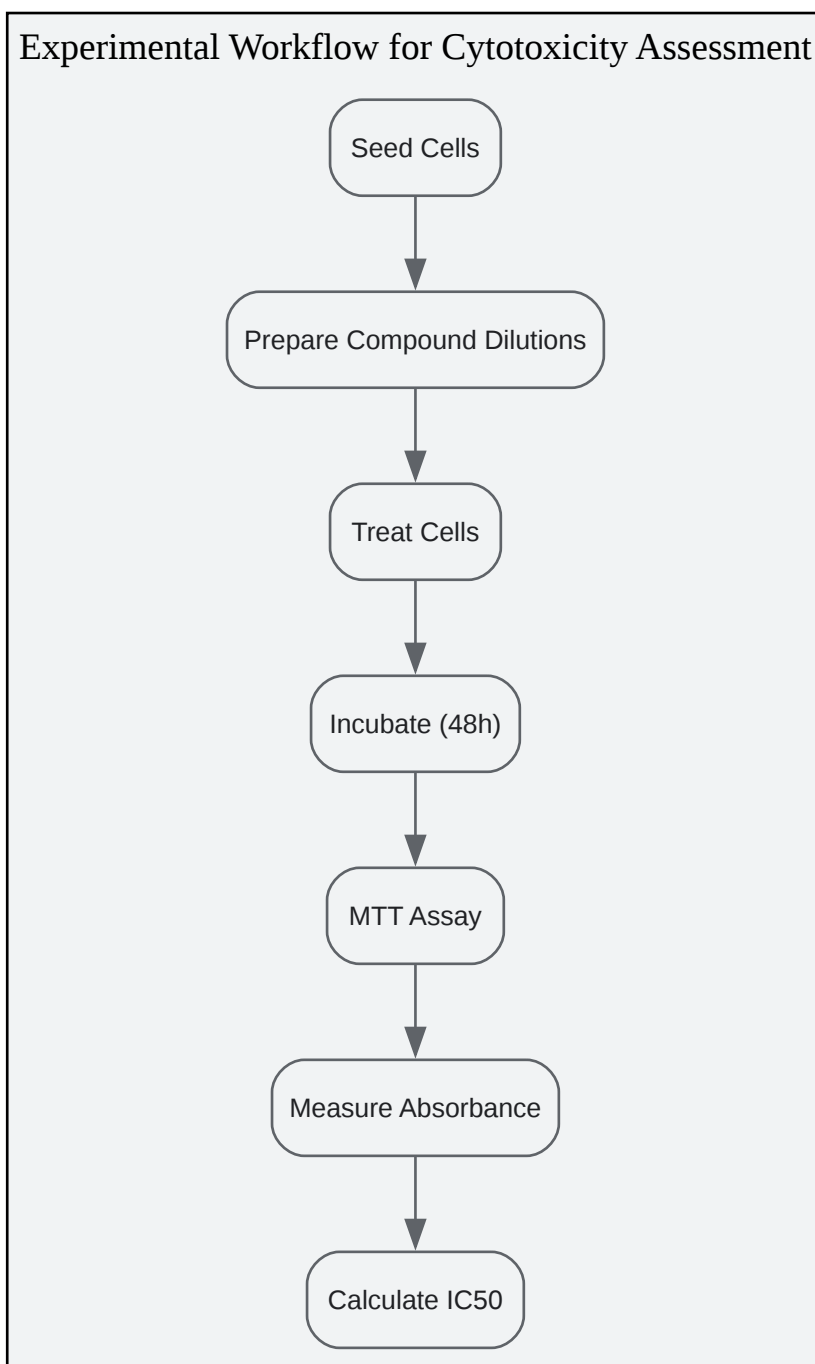 Experimental Workflow for Cytotoxicity Assessment
Seed Cells
Prepare Compound Dilutions
Treat Cells
Incubate (48h)
MTT Assay
Measure Absorbance
Calculate IC50